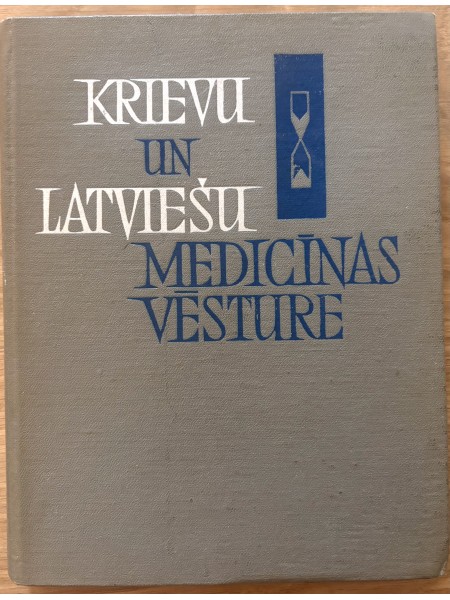 KRIEVU
UN
LATVIEŠU
MEDICĪNAS
VĒSTURE